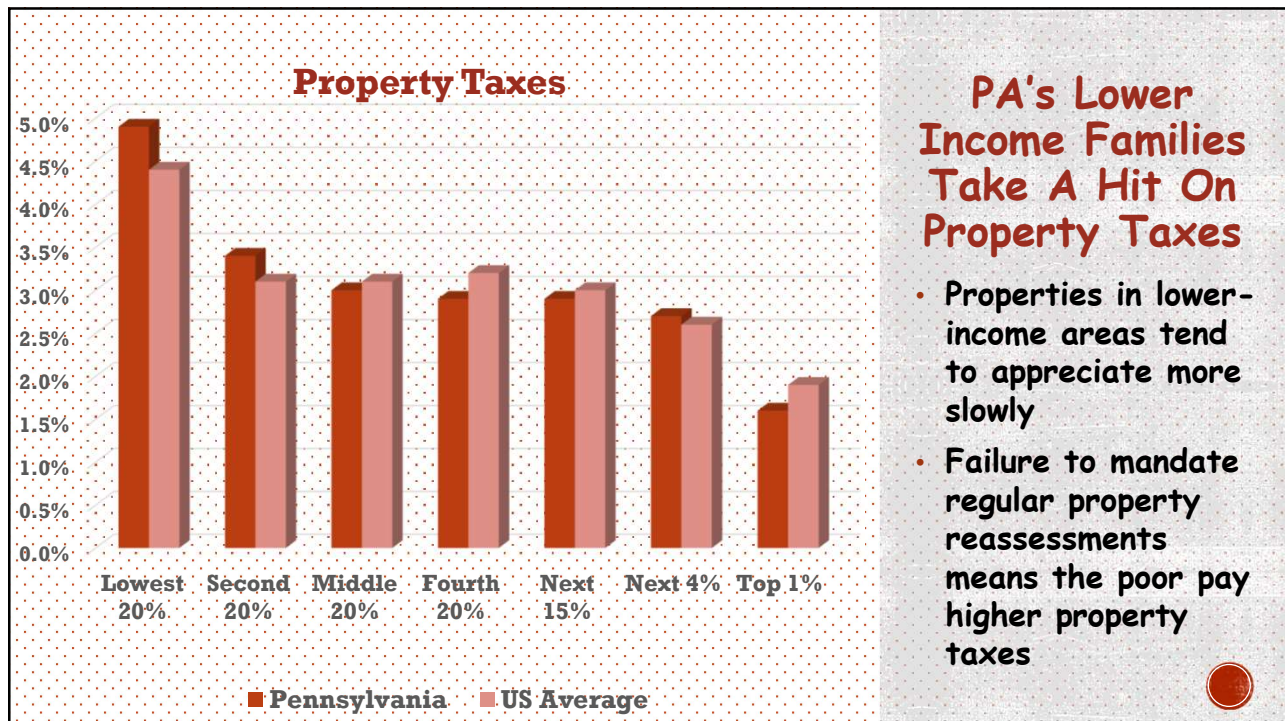 Property Taxes
5.0%
4.5%
4.0%
3.5%
3.0%
2.5%
2.0%
1.5%
1.0%
0.5%
0.0%
Lowest 20%
Second 20%
Middle 20%
Fourth 20%
Next 15%
Next 4%
Top 1%
Pennsylvania
US Average
PA's Lower
Income Families
Take A Hit On
Property Taxes
• Properties in lower-
income areas tend
to appreciate more
slowly
• Failure to mandate
regular property
reassessments
means the poor pay
higher property
taxes